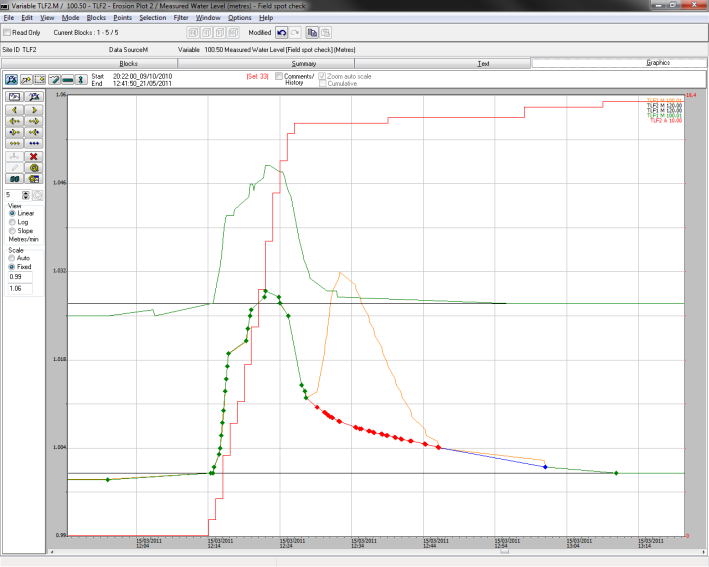 Variable TLF2.M / 100.50 - TLF2 - Erosion Plot 2 / Measured Water Level (metres) - Field spot check]
File Edit View Mode Blocks Points Selection Filter Window Options Help
Read Only Current Blocks : 1 - 5 / 5 Modified
Site ID TLF2 Data SourceM Variable 100.50 Measured Water Level [Field spot check] (Metres)
Blocks Summary Text Graphics
Start 20:22:00_09/10/2010 (Set 33) Comments/ Zoom auto scale
End 12:41:50_21/05/2011 History Cumulative
1.06
16.4
TLF2 M 120.00
TLF1 M 120.00
TLF1 M 100.01
TLF2 A 10.00
1.046
5
View
Linear
Log
Slope
Metres/min
Scale
Auto
Fixed
0.99
1.06
1.032
1.018
1.004
0.99
0
15/03/2011 15/03/2011 15/03/2011 15/03/2011 15/03/2011 15/03/2011 15/03/2011 15/03/2011
12:04 12:14 12:24 12:34 12:44 12:54 13:04 13:14